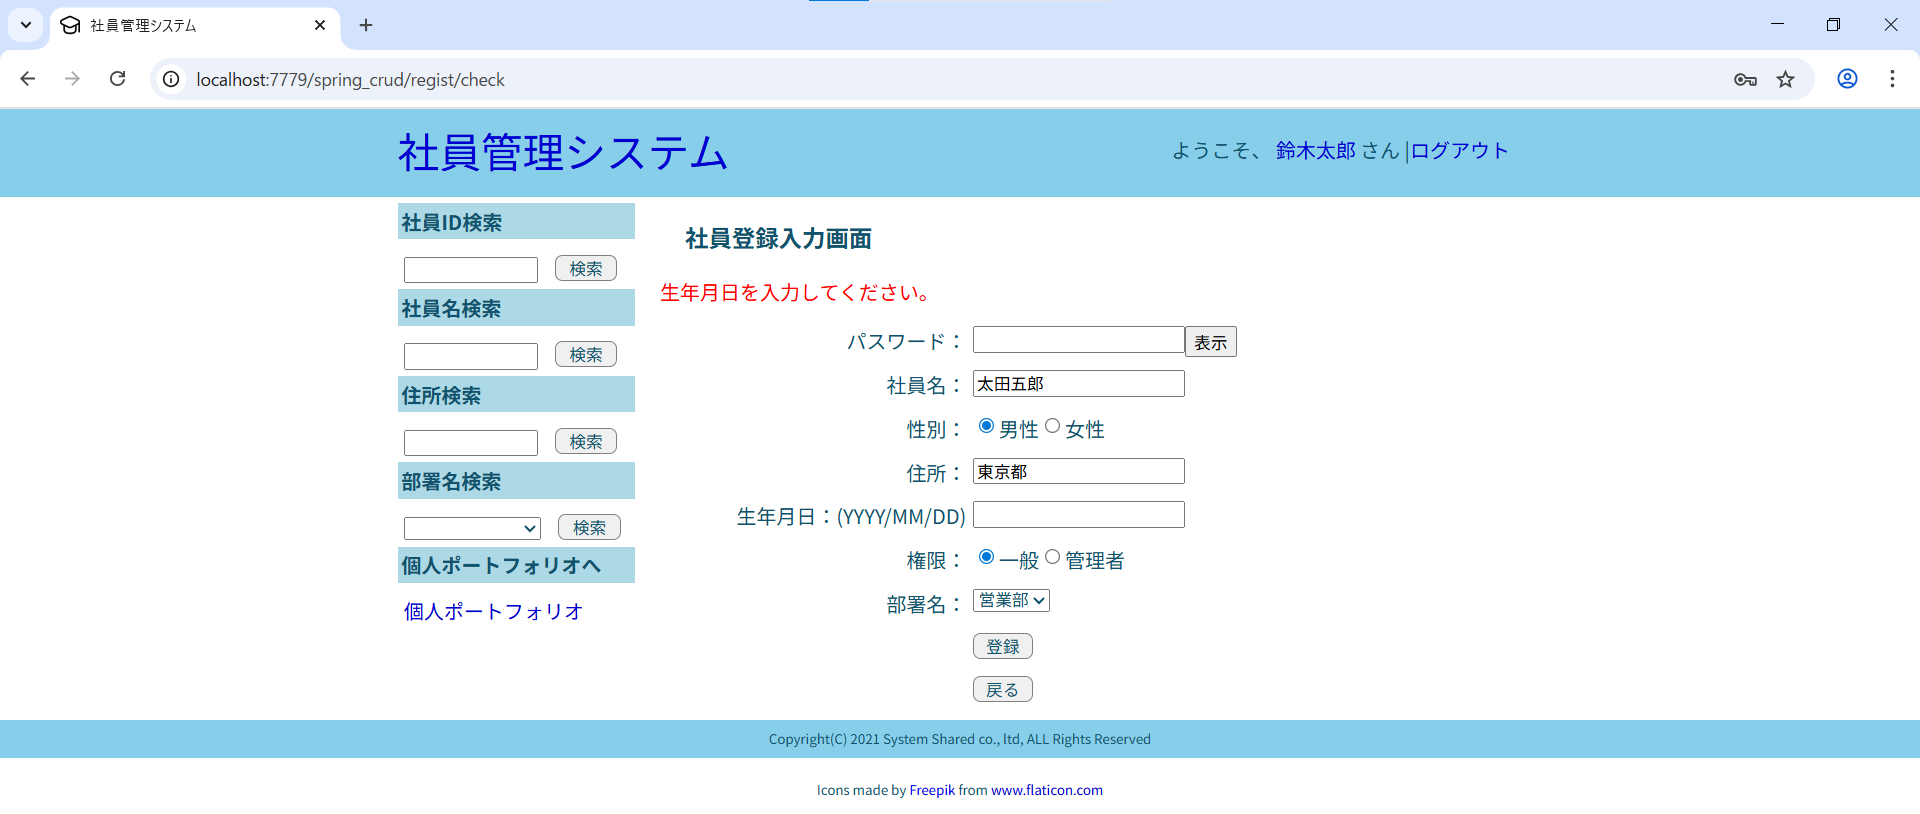 社員管理システム
localhost:7779/spring_crud/regist/check
社員管理システム
ようこそ、 鈴木太郎 さん |ログアウト
社員ID検索
検索
社員名検索
検索
住所検索
検索
部署名検索
検索
個人ポートフォリオへ
個人ポートフォリオ
社員登録入力画面
生年月日を入力してください。
パスワード： 表示
社員名： 太田五郎
性別： 男性 女性
住所： 東京都
生年月日：(YYYY/MM/DD)
権限： 一般 管理者
部署名： 営業部
登録
戻る
Copyright(C) 2021 System Shared co., ltd, ALL Rights Reserved
Icons made by Freepik from www.flaticon.com